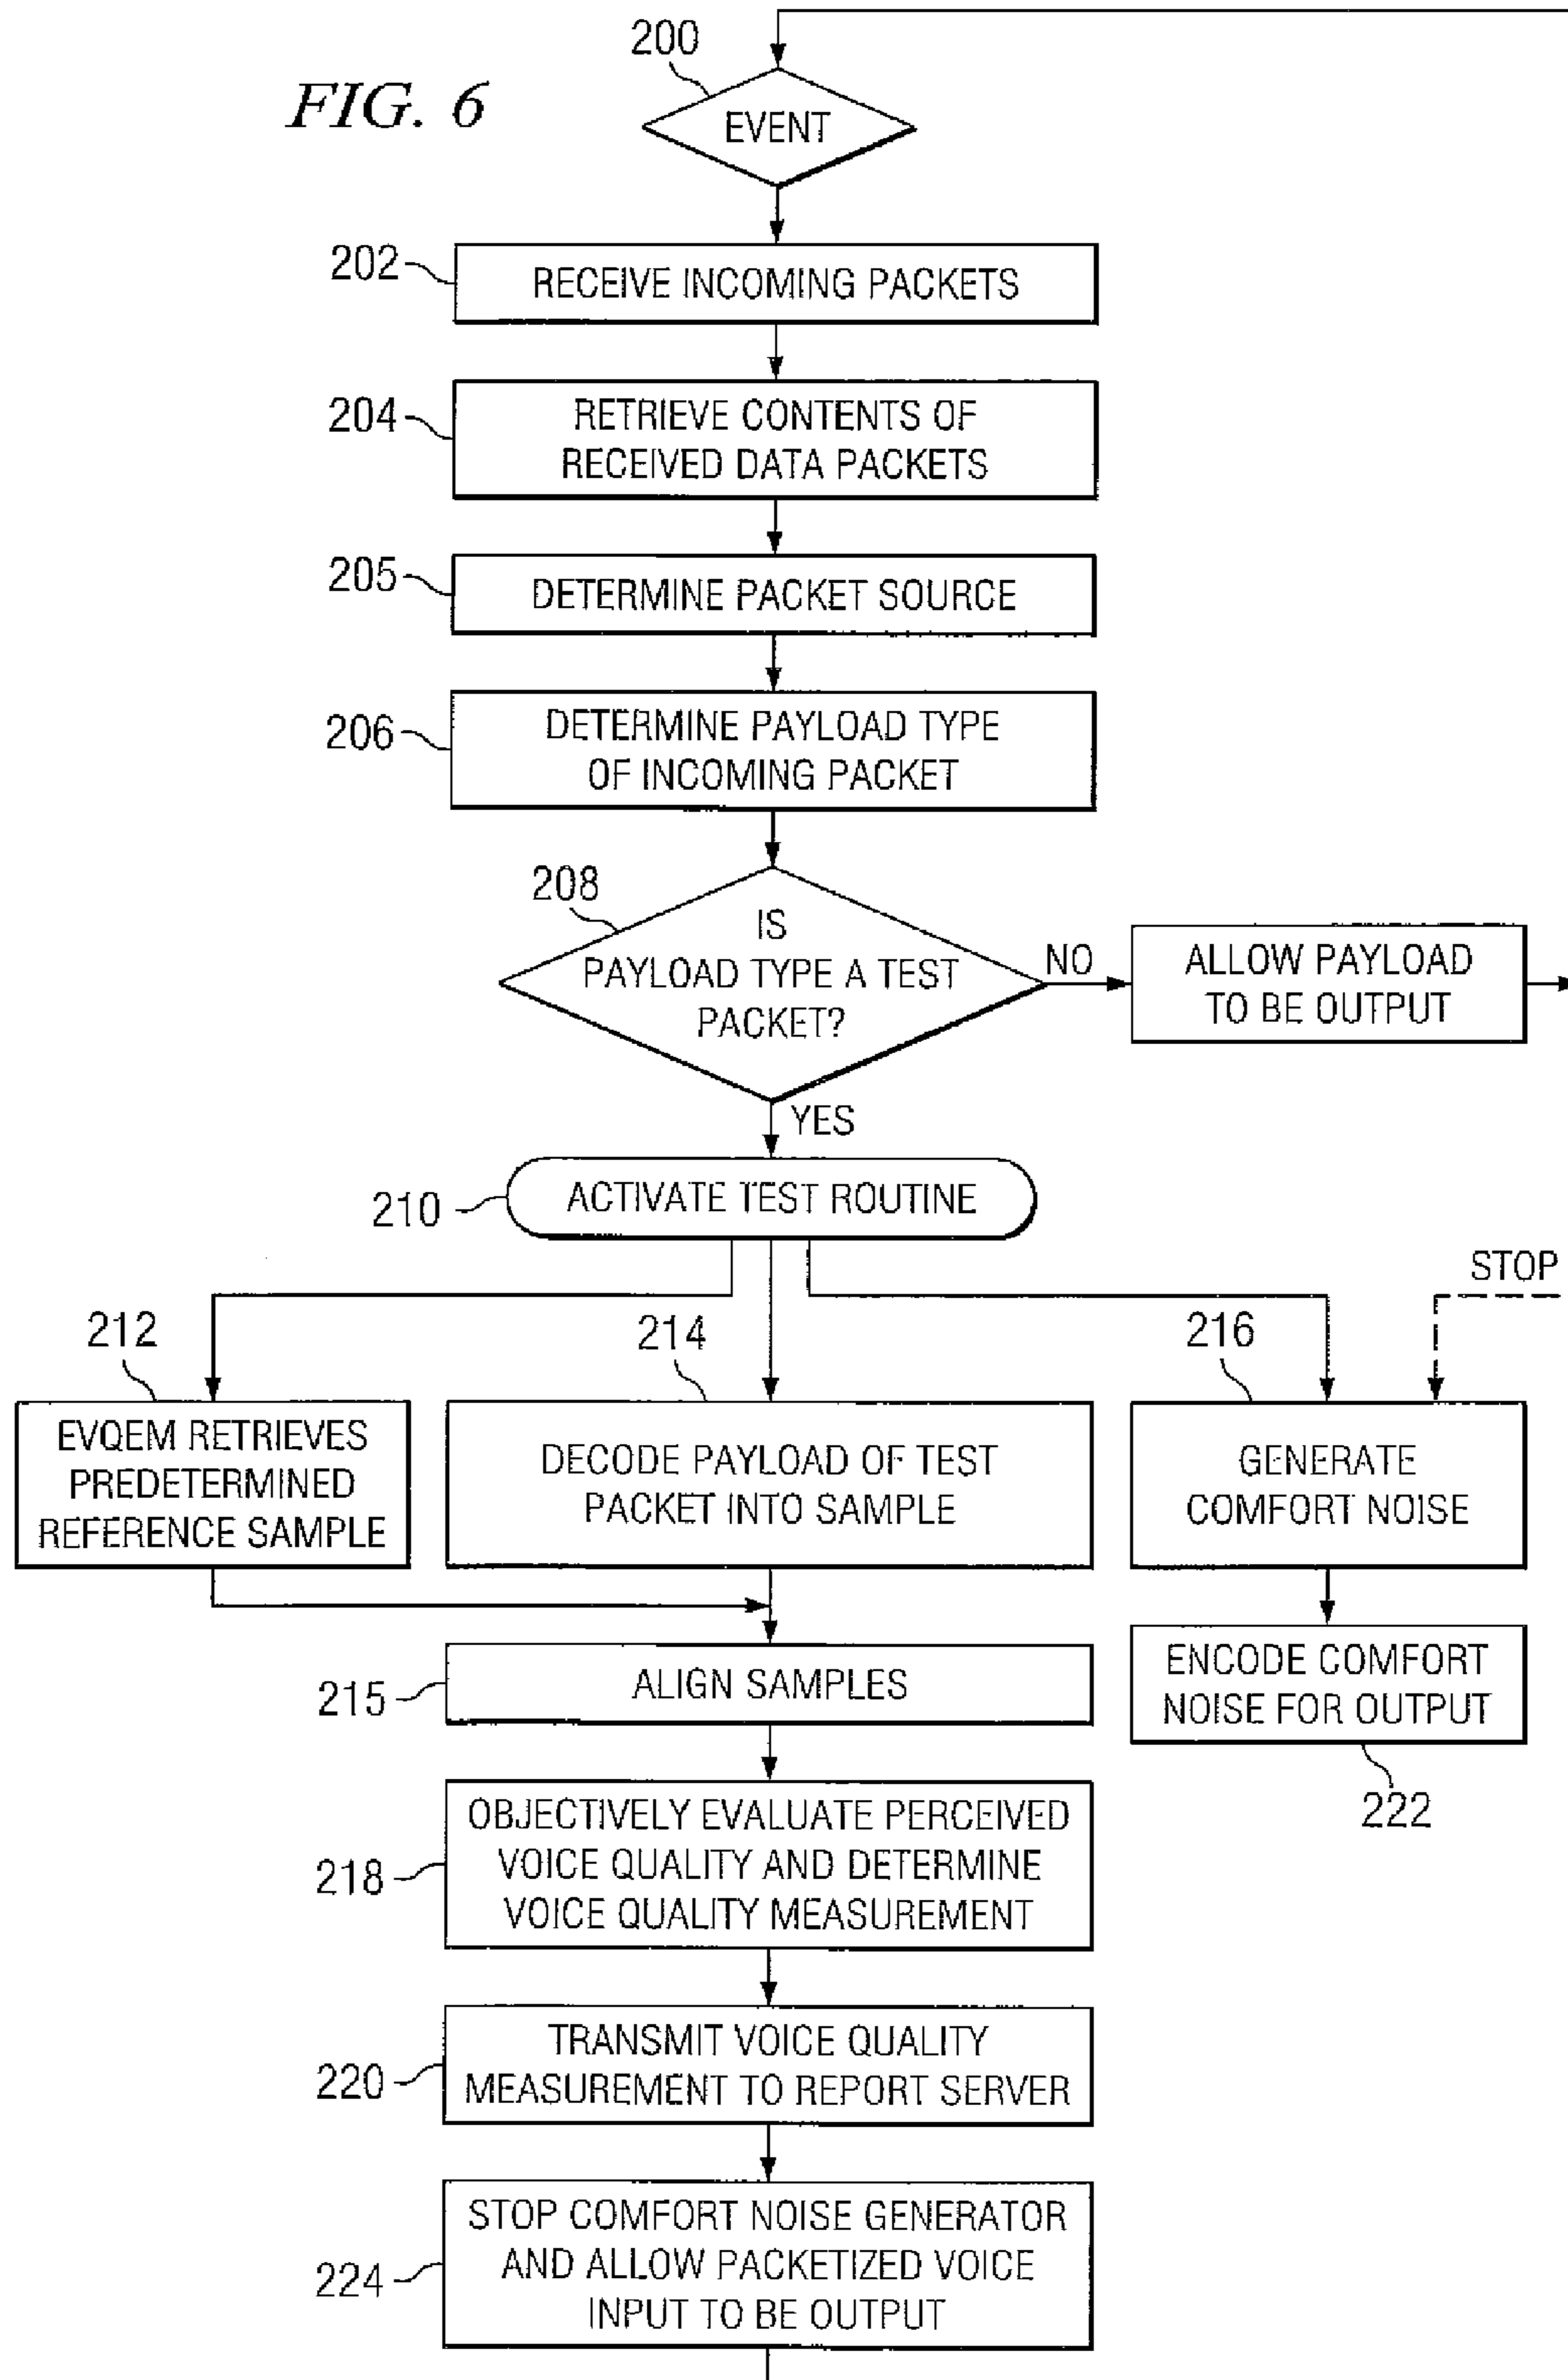 FIG. 6
200
EVENT
202
RECEIVE INCOMING PACKETS
204
RETRIEVE CONTENTS OF
RECEIVED DATA PACKETS
205
DETERMINE PACKET SOURCE
206
DETERMINE PAYLOAD TYPE
OF INCOMING PACKET
208
IS
PAYLOAD TYPE A TEST
PACKET?
NO
ALLOW PAYLOAD
TO BE OUTPUT
YES
210
ACTIVATE TEST ROUTINE
STOP
212
EVQEM RETRIEVES
PREDETERMINED
REFERENCE SAMPLE
214
DECODE PAYLOAD OF TEST
PACKET INTO SAMPLE
216
GENERATE
COMFORT NOISE
215
ALIGN SAMPLES
ENCODE COMFORT
NOISE FOR OUTPUT
222
218
OBJECTIVELY EVALUATE PERCEIVED
VOICE QUALITY AND DETERMINE
VOICE QUALITY MEASUREMENT
220
TRANSMIT VOICE QUALITY
MEASUREMENT TO REPORT SERVER
224
STOP COMFORT NOISE GENERATOR
AND ALLOW PACKETIZED VOICE
INPUT TO BE OUTPUT